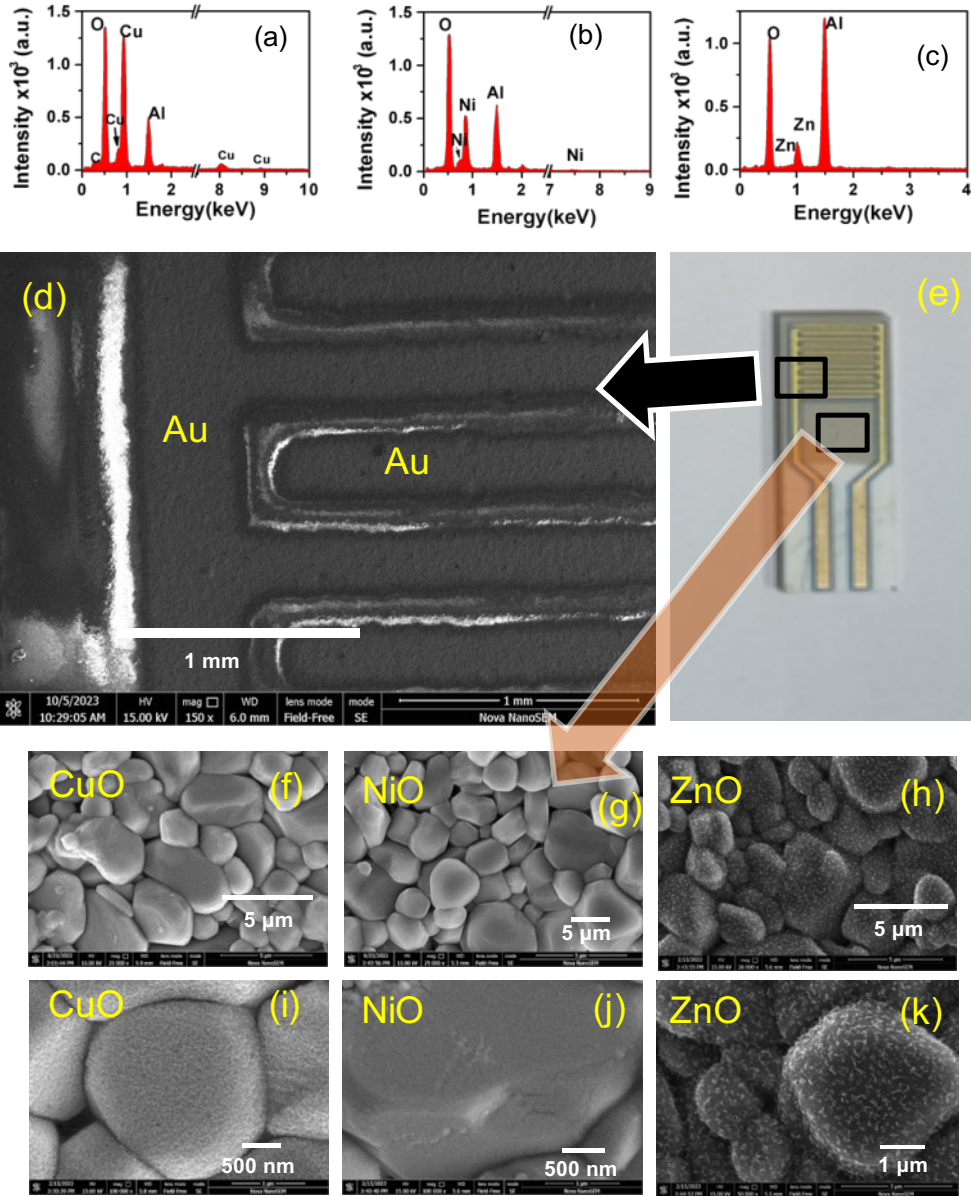 (a)
Intensity x10³ (a.u.)
1.5
1.0
0.5
0.0
O
Cu
Cu
C
Al
Cu
Cu
0 1 2 8 9 10
Energy(keV)
(b)
Intensity x10³ (a.u.)
1.5
1.0
0.5
0.0
O
Ni
Ni
Al
Ni
0 1 2 7 8 9
Energy(keV)
(c)
Intensity x10³ (a.u.)
1.0
0.5
0.0
O
Al
Zn
Zn
0 1 2 3 4
Energy(keV)
(d)
Au
Au
1 mm
10/5/2023
10:29:05 AM
HV
15.00 kV
mag
150 x
WD
6.0 mm
lens mode
Field-Free
mode
SE
1 mm
Nova NanoSEM
(e)
CuO
(f)
5 µm
NiO
(g)
5 µm
ZnO
(h)
5 µm
CuO
(i)
500 nm
NiO
(j)
500 nm
ZnO
(k)
1 µm